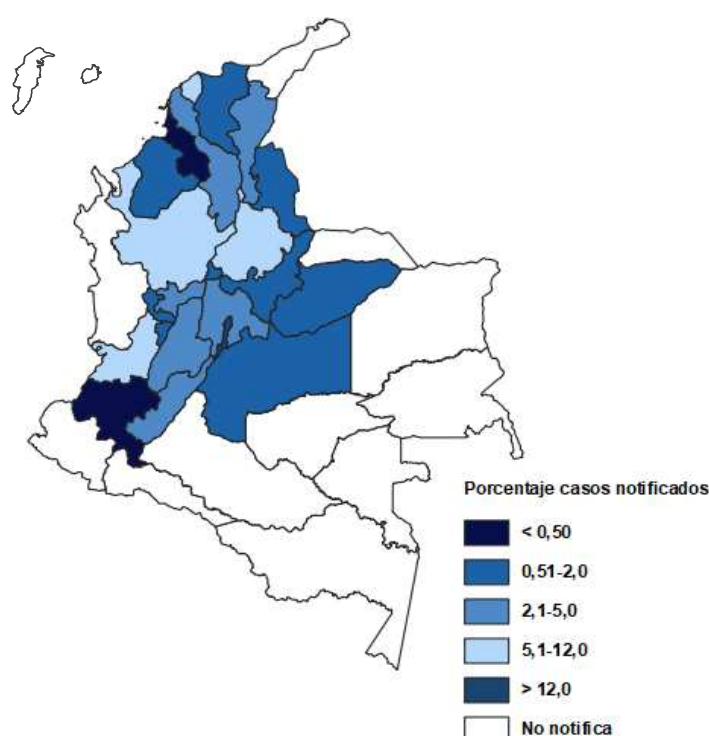 Porcentaje casos notificados
< 0,50
0,51-2,0
2,1-5,0
5,1-12,0
> 12,0
No notifica